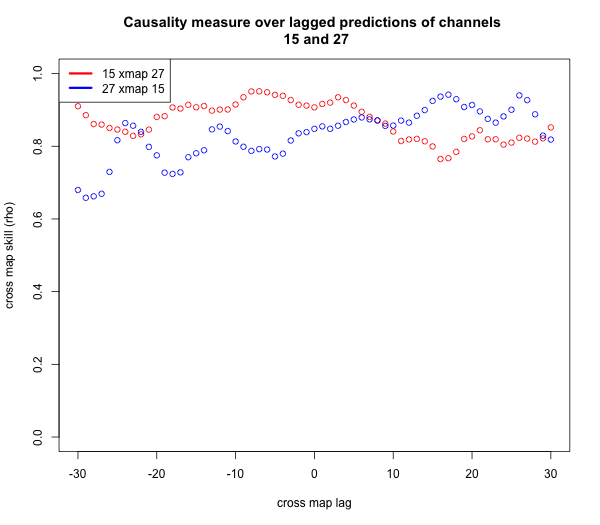 Causality measure over lagged predictions of channels
15 and 27
15 xmap 27
27 xmap 15
1.0
0.8
0.6
0.4
0.2
0.0
cross map skill (rho)
-30 -20 -10 0 10 20 30
cross map lag